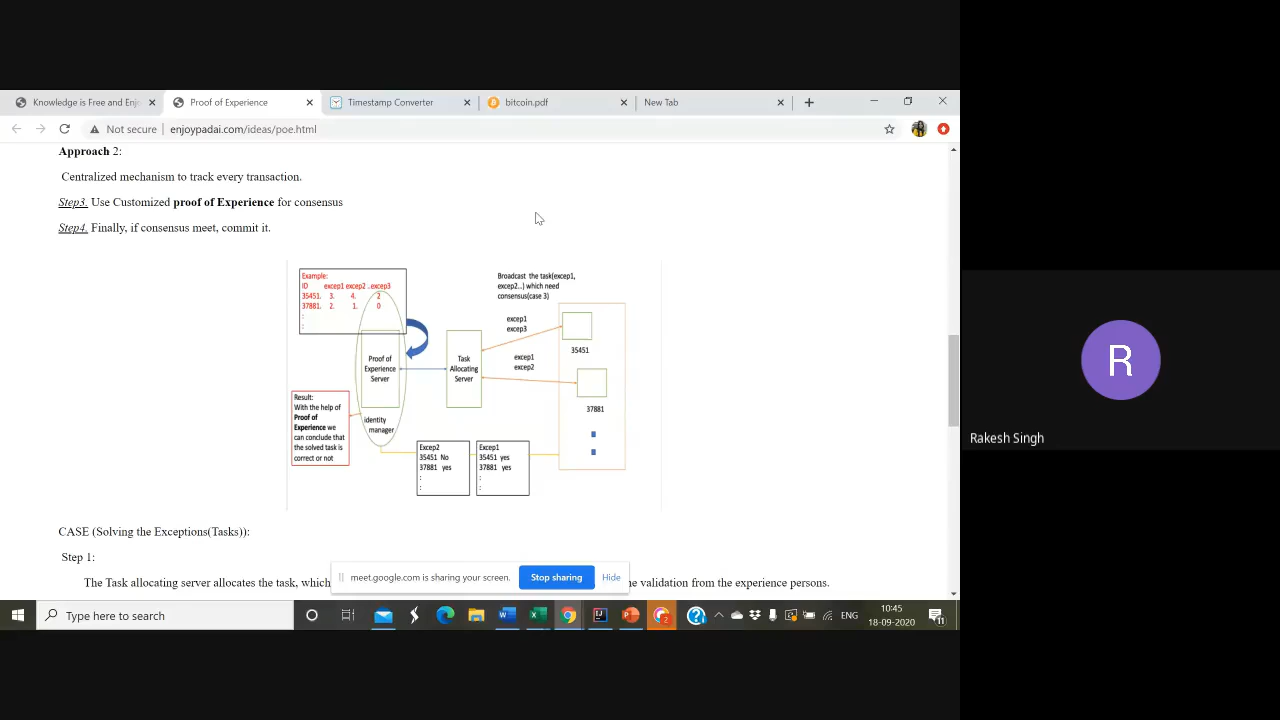 Knowledge is Free and Enj
Proof of Experience
Timestamp Converter
bitcoin.pdf
New Tab
Not secure
enjoypadai.com/ideas/poe.html
Approach 2:
Centralized mechanism to track every transaction.
Step3. Use Customized proof of Experience for consensus
Step4. Finally, if consensus meet, commit it.
Example:
ID excep1 excep2 ..excep3
35451. 3. 4. 2
37881. 2. 1. 0
:
:
Broadcast the task(excep1,
excep2...) which need
consensus(case 3)
excep1
excep3
35451
Proof of
Experience
Server
Task
Allocating
Server
excep1
excep2
37881
Result:
With the help of
Proof of
Experience we
can conclude that
the solved task is
correct or not
identity
manager
Excep2
35451 No
37881 yes
:
:
Excep1
35451 yes
37881 yes
:
:
CASE (Solving the Exceptions(Tasks)):
Step 1:
The Task allocating server allocates the task, which
e validation from the experience persons.
meet.google.com is sharing your screen.
Stop sharing
Hide
Type here to search
2
ENG
10:45
18-09-2020
11
R
Rakesh Singh